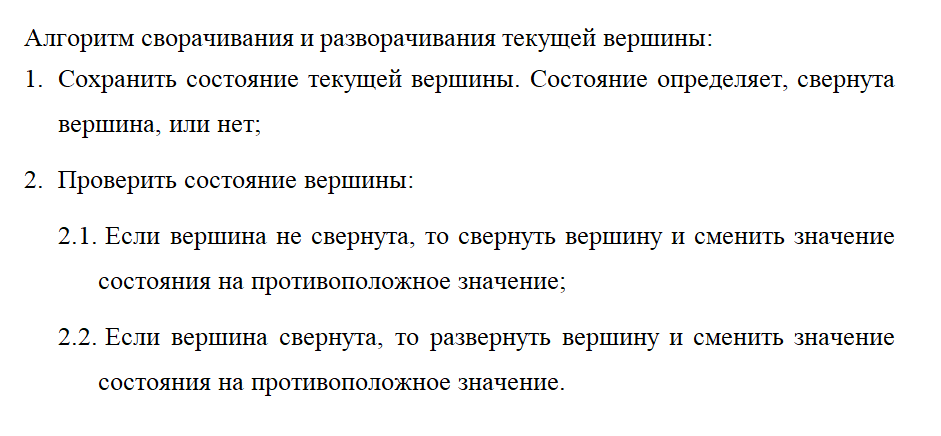 Алгоритм сворачивания и разворачивания текущей вершины:
1. Сохранить состояние текущей вершины. Состояние определяет, свернута
вершина, или нет;
2. Проверить состояние вершины:
2.1. Если вершина не свернута, то свернуть вершину и сменить значение
состояния на противоположное значение;
2.2. Если вершина свернута, то развернуть вершину и сменить значение
состояния на противоположное значение.